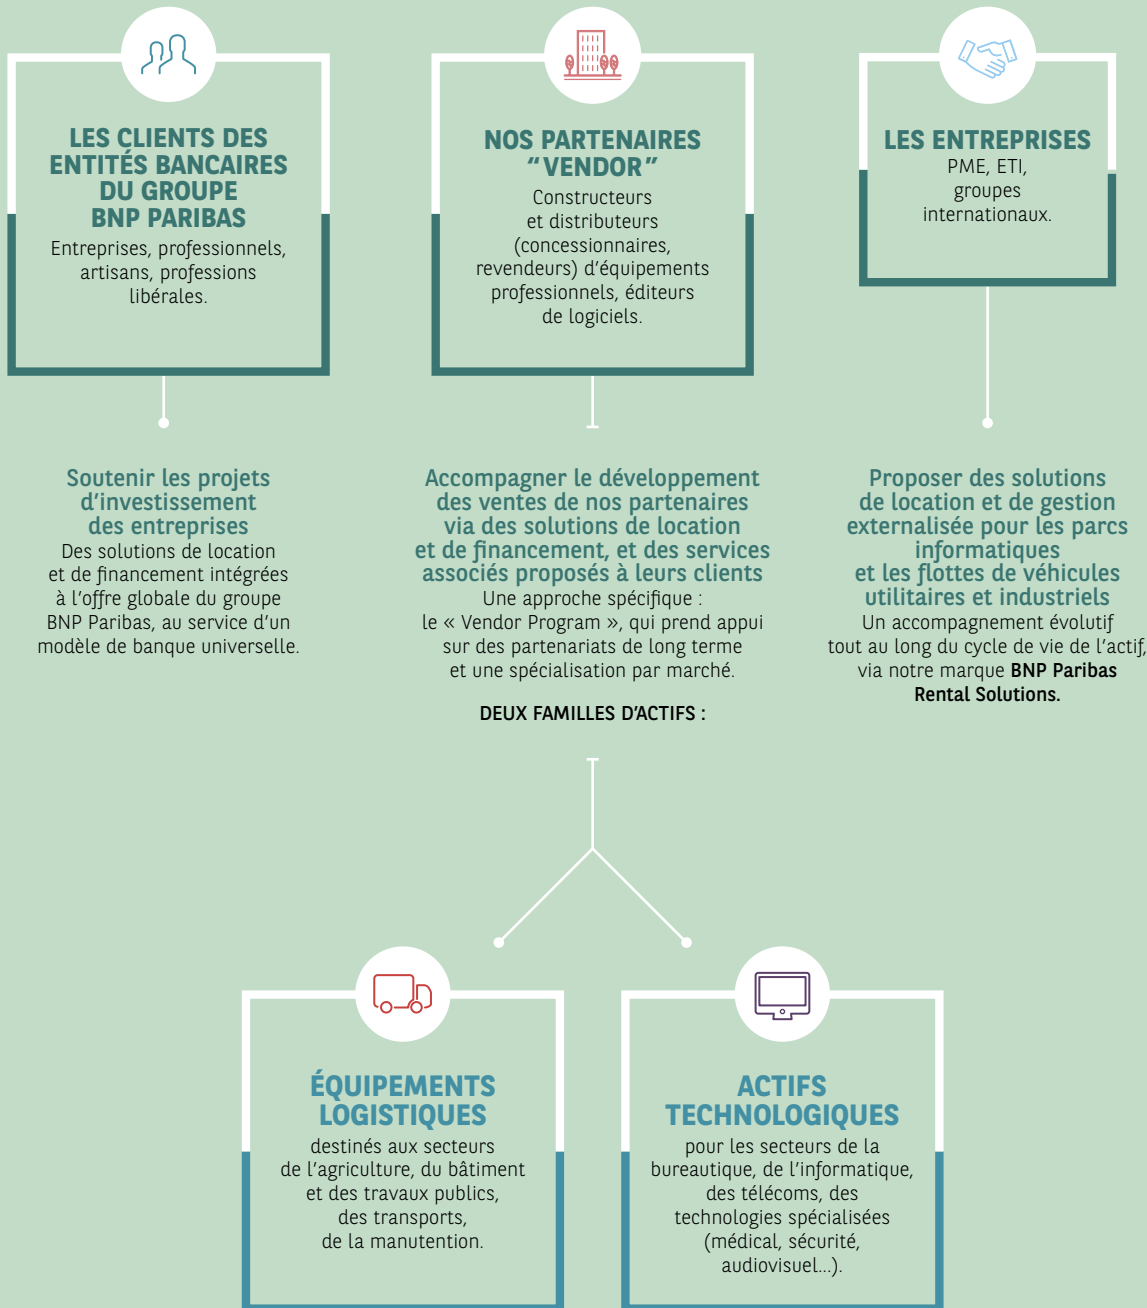 LES CLIENTS DES
ENTITÉS BANCAIRES
DU GROUPE
BNP PARIBAS
Entreprises, professionnels,
artisans, professions
libérales.
NOS PARTENAIRES
“VENDOR”
Constructeurs
et distributeurs
(concessionnaires,
revendeurs) d’équipements
professionnels, éditeurs
de logiciels.
LES ENTREPRISES
PME, ETI,
groupes
internationaux.
Soutenir les projets
d’investissement
des entreprises
Des solutions de location
et de financement intégrées
à l’offre globale du groupe
BNP Paribas, au service d’un
modèle de banque universelle.
Accompagner le développement
des ventes de nos partenaires
via des solutions de location
et de financement, et des services
associés proposés à leurs clients
Une approche spécifique :
le « Vendor Program », qui prend appui
sur des partenariats de long terme
et une spécialisation par marché.
DEUX FAMILLES D’ACTIFS :
Proposer des solutions
de location et de gestion
externalisée pour les parcs
informatiques
et les flottes de véhicules
utilitaires et industriels
Un accompagnement évolutif
tout au long du cycle de vie de l’actif,
via notre marque BNP Paribas
Rental Solutions.
ÉQUIPEMENTS
LOGISTIQUES
destinés aux secteurs
de l’agriculture, du bâtiment
et des travaux publics,
des transports,
de la manutention.
ACTIFS
TECHNOLOGIQUES
pour les secteurs de la
bureautique, de l’informatique,
des télécoms, des
technologies spécialisées
(médical, sécurité,
audiovisuel...).